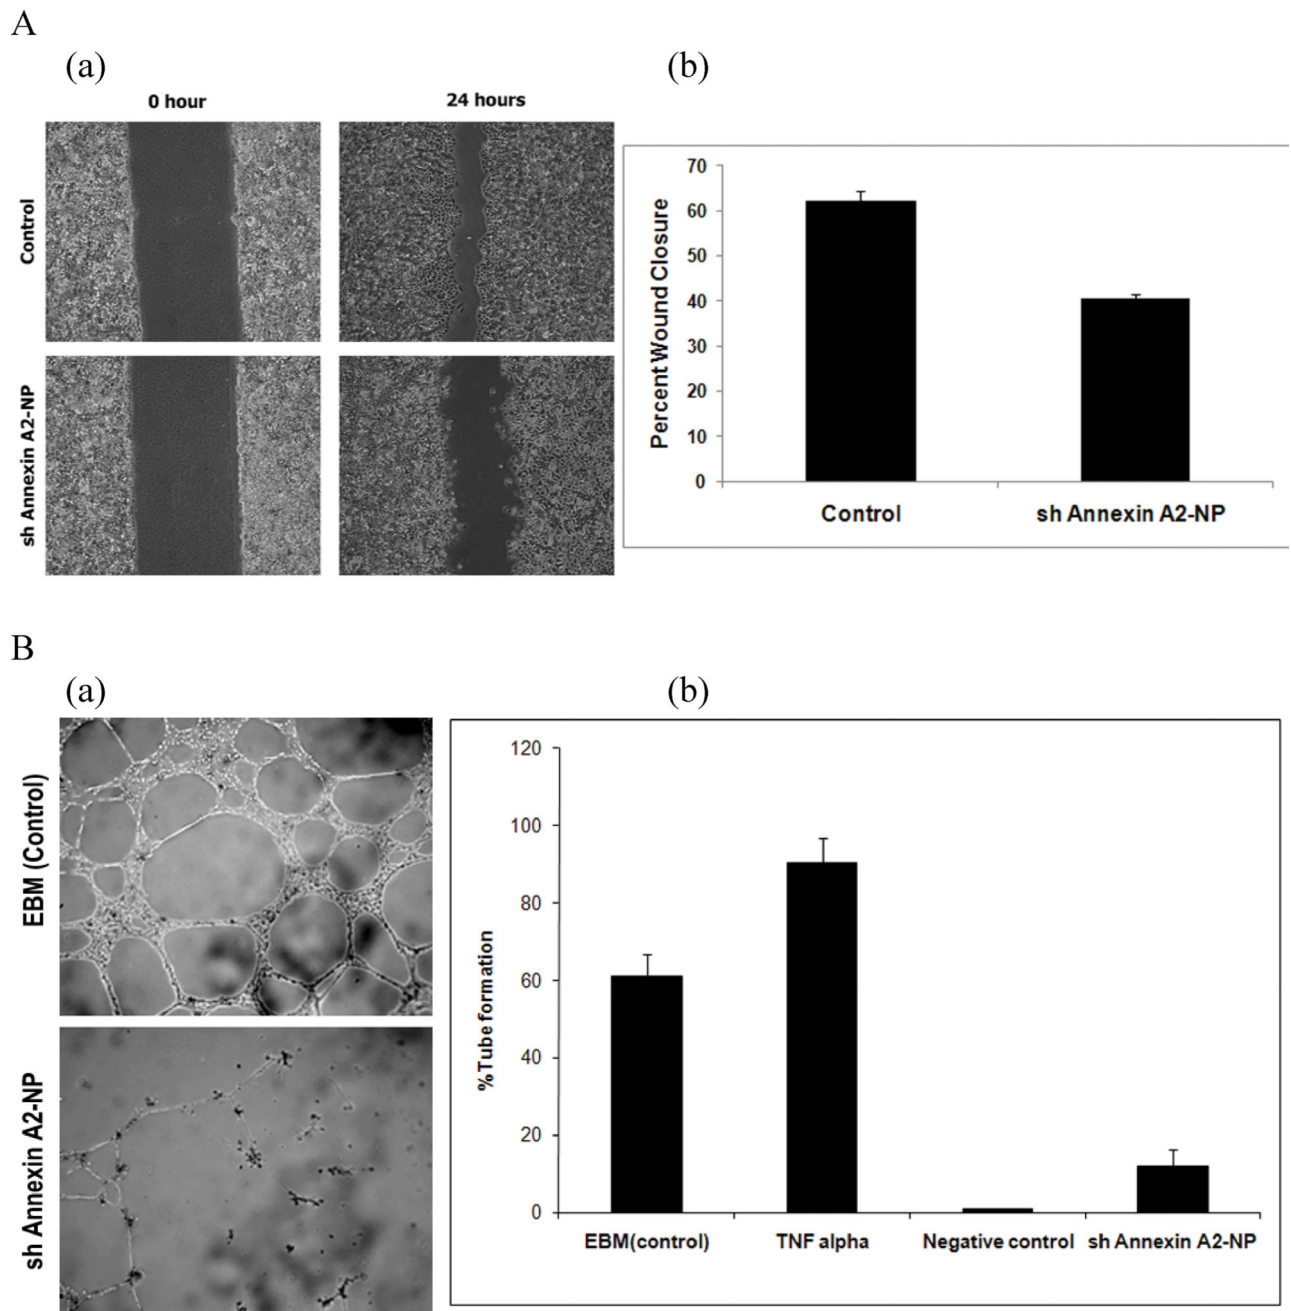 A
(a)
(b)
0 hour
24 hours
Control
sh Annexin A2-NP
Percent Wound Closure
70
60
50
40
30
20
10
0
Control
sh Annexin A2-NP
B
(a)
(b)
EBM (Control)
sh Annexin A2-NP
%Tube formation
120
100
80
60
40
20
0
EBM(control)
TNF alpha
Negative control
sh Annexin A2-NP